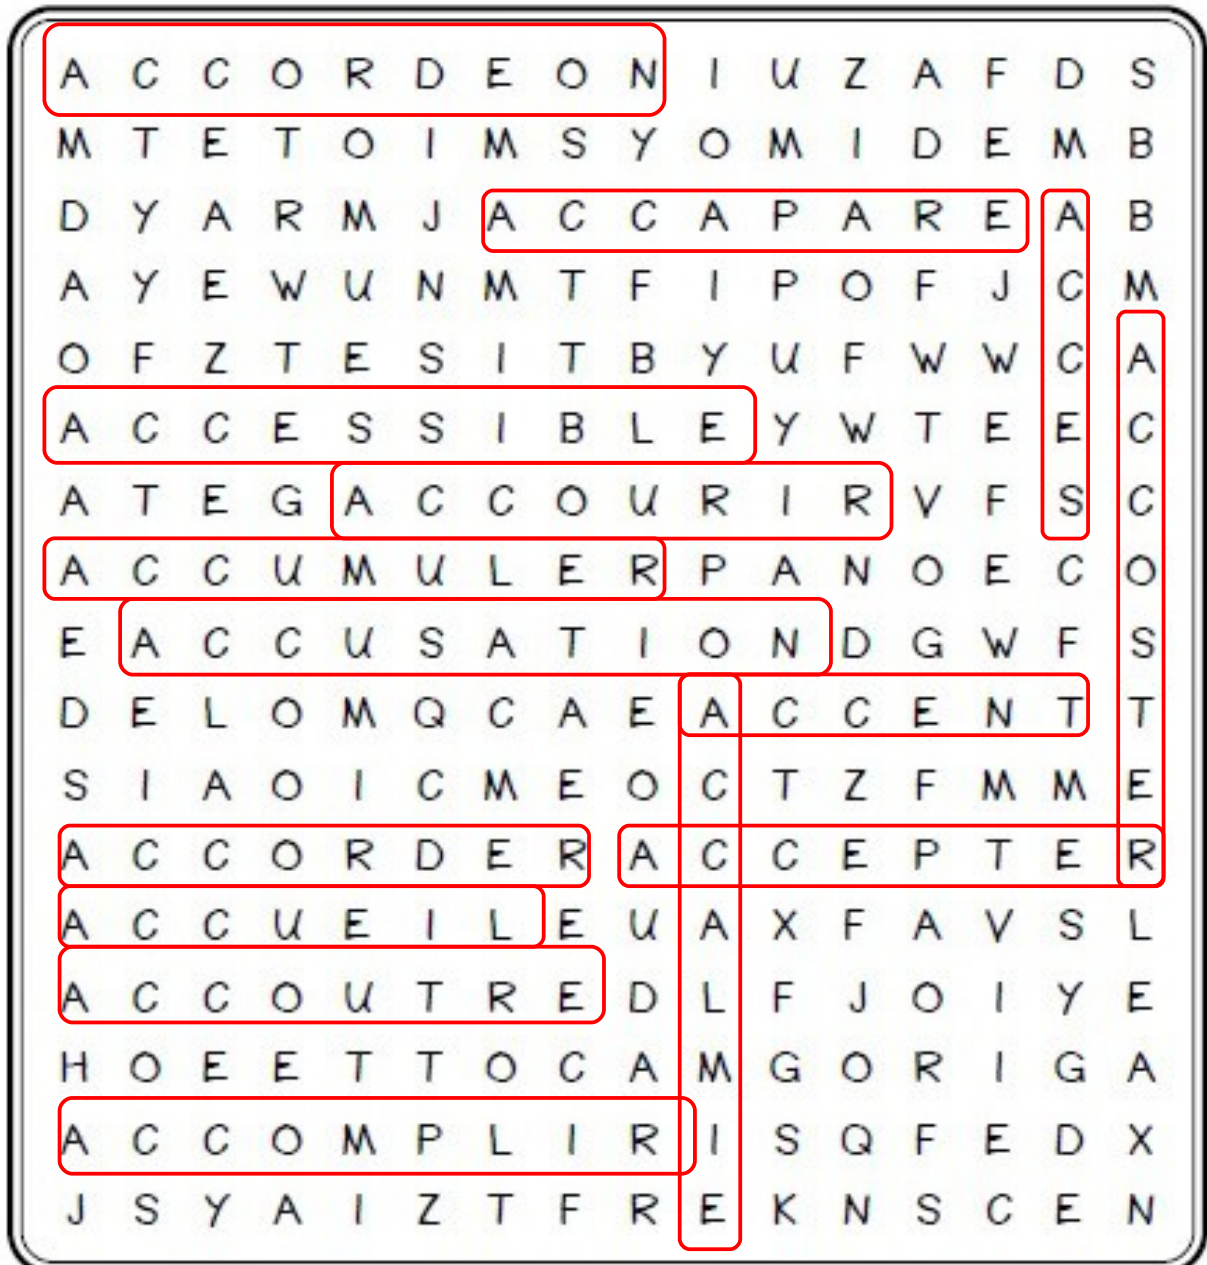 A C C O R D E O N I U Z A F D S
M T E T O I M S Y O M I D E M B
D Y A R M J A C C A P A R E A B
A Y E W U N M T F I P O F J C M
O F Z T E S I T B Y U F W W C A
A C C E S S I B L E Y W T E E C
A T E G A C C O U R I R V F S C
A C C U M U L E R P A N O E C O
E A C C U S A T I O N D G W F S
D E L O M Q C A E A C C E N T T
S I A O I C M E O C T Z F M M E
A C C O R D E R A C C E P T E R
A C C U E I L E U A X F A V S L
A C C O U T R E D L F J O I Y E
H O E E T T O C A M G O R I G A
A C C O M P L I R I S Q F E D X
J S Y A I Z T F R E K N S C E N